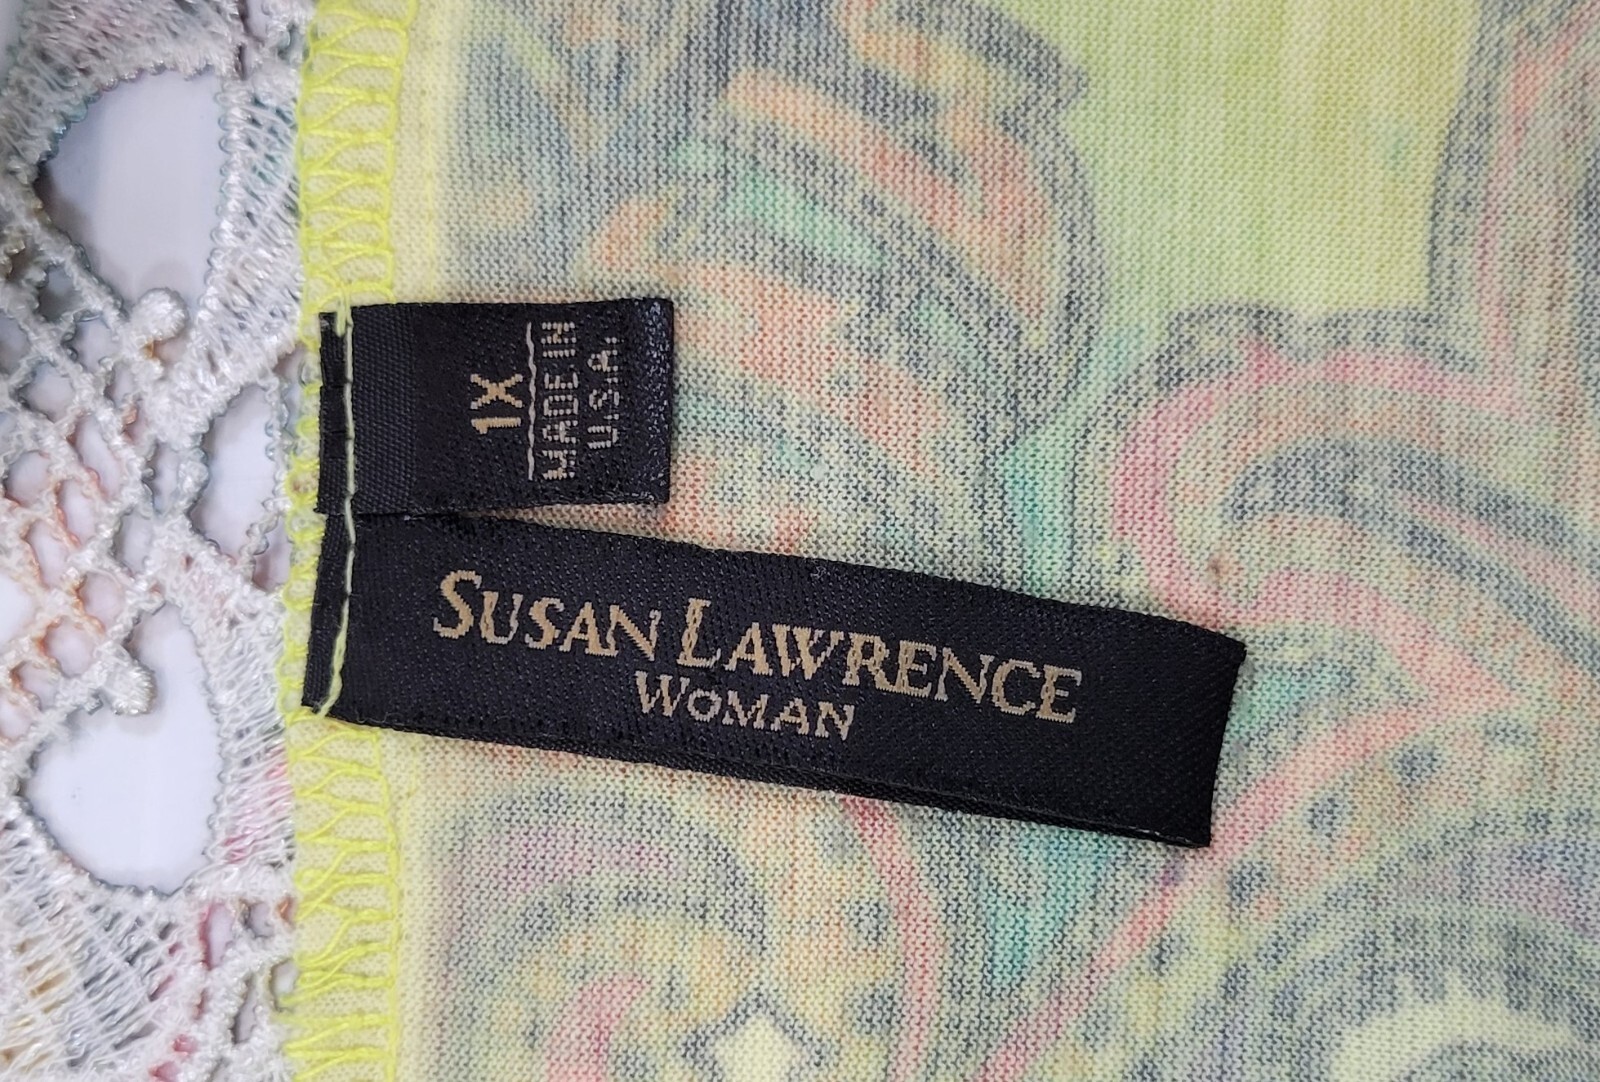 1X
MADE IN
U.S.A.
SUSAN LAWRENCE
WOMAN